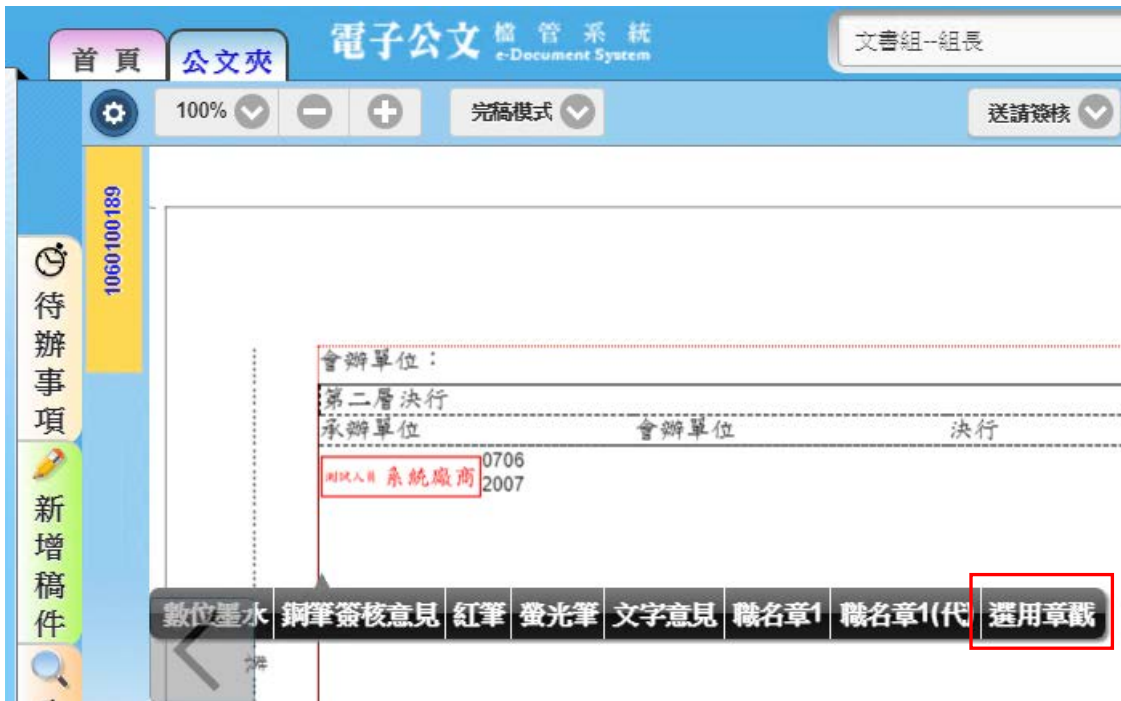 首頁
公文夾
電子公文 檔管系統
e-Document System
文書組--組長
100%
完稿模式
送請簽核
1060100189
待辦事項
新增稿件
會辦單位：
第二層決行
承辦單位 會辦單位 決行
測試人員 系統廠商 0706
2007
數位墨水 鋼筆簽核意見 紅筆 螢光筆 文字意見 職名章1 職名章1(代) 選用章戳